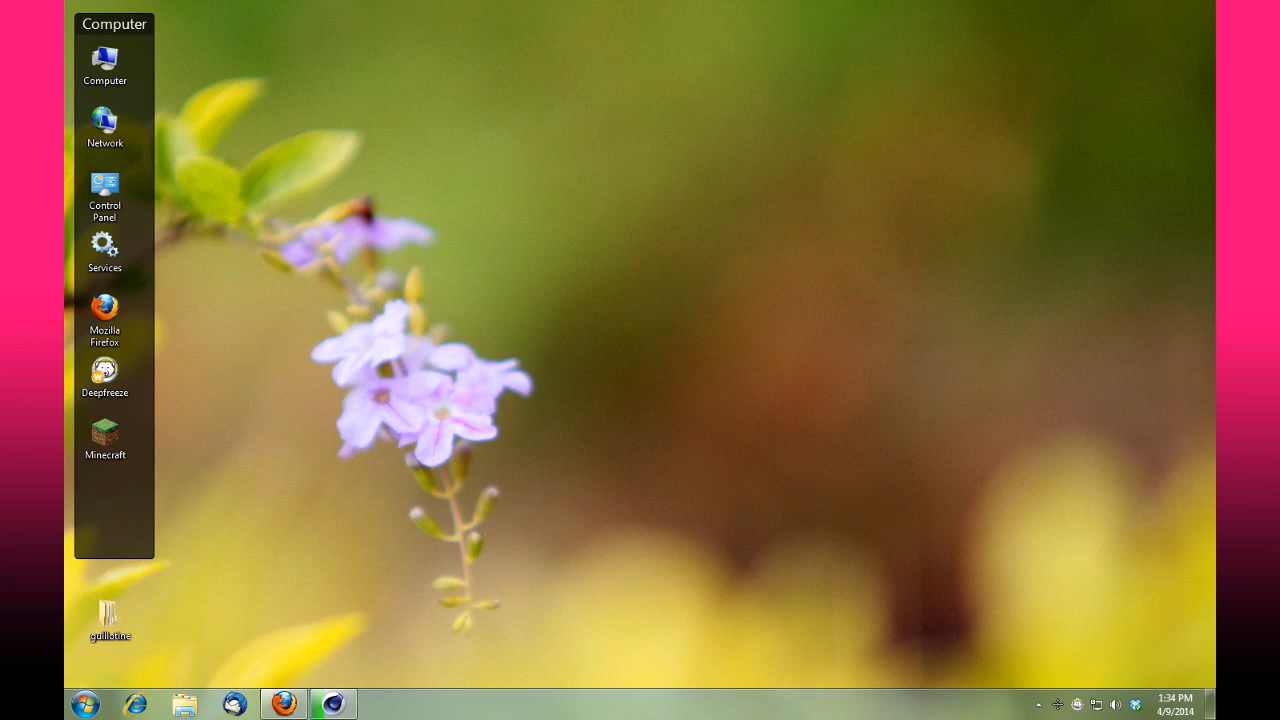 Computer
Computer
Network
Control
Panel
Services
Mozilla
Firefox
Deepfreeze
Minecraft
guillotine
1:34 PM
4/9/2014